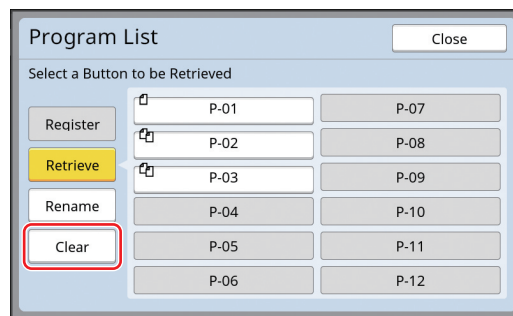 Program List
Close
Select a Button to be Retrieved
Register
Retrieve
Rename
Clear
P-01
P-02
P-03
P-04
P-05
P-06
P-07
P-08
P-09
P-10
P-11
P-12